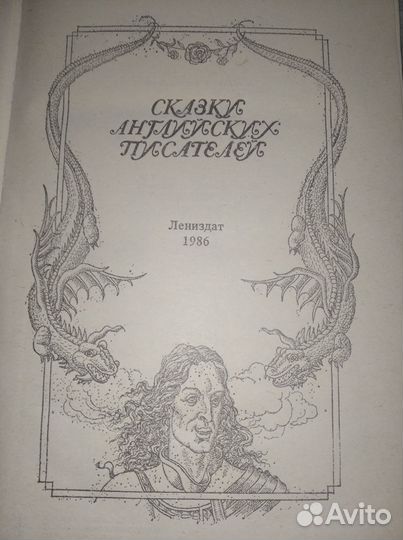 СКАЗКИ
АНГЛИЙСКИХ
ПИСАТЕЛЕЙ
Лениздат
1986
Avito